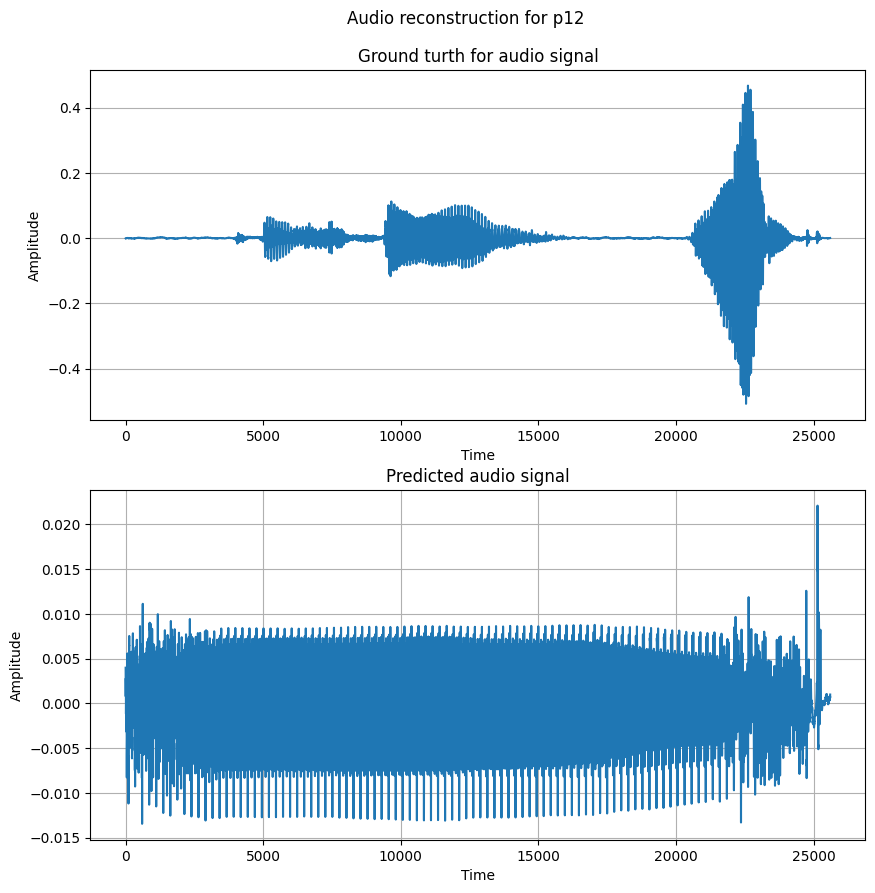 Audio reconstruction for p12
Ground turth for audio signal
0.4
0.2
0.0
−0.2
−0.4
Amplitude
0 5000 10000 15000 20000 25000
Time
Predicted audio signal
0.020
0.015
0.010
0.005
0.000
−0.005
−0.010
−0.015
Amplitude
0 5000 10000 15000 20000 25000
Time